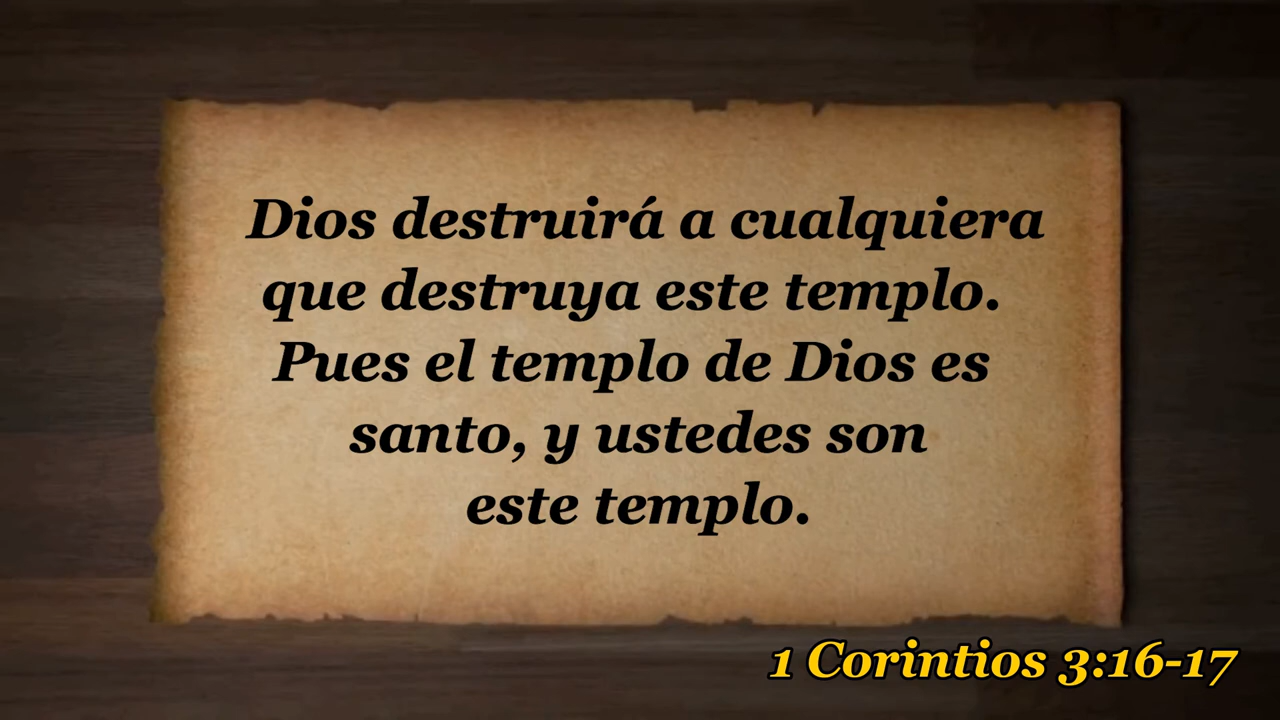 Dios destruirá a cualquiera
que destruya este templo.
Pues el templo de Dios es
santo, y ustedes son
este templo.
1 Corintios 3:16-17